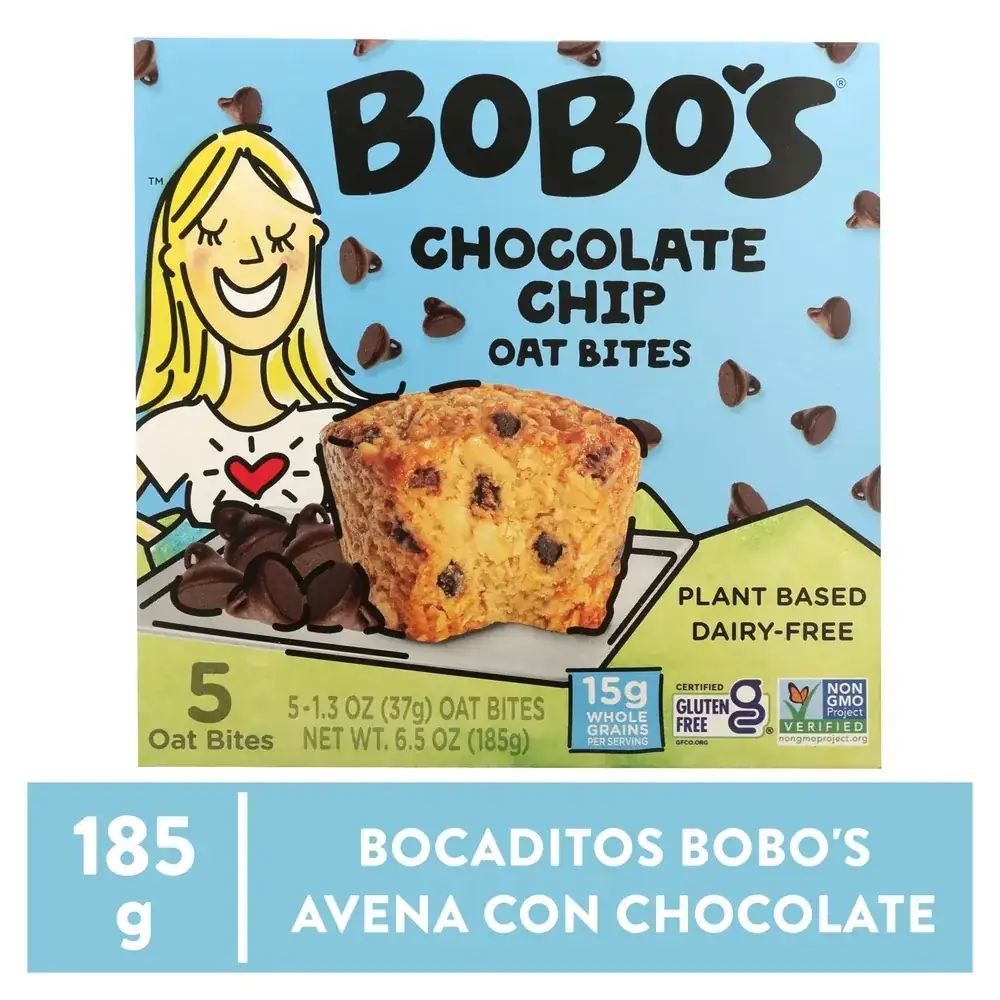 BOBO'S®
TM
CHOCOLATE
CHIP
OAT BITES
PLANT BASED
DAIRY-FREE
5
Oat Bites
5-1.3 OZ (37g) OAT BITES
NET WT. 6.5 OZ (185g)
15g
WHOLE
GRAINS
PER SERVING
CERTIFIED
GLUTEN
FREE
®
GFCO.ORG
NON
GMO
Project
VERIFIED
nongmoproject.org
185
g
BOCADITOS BOBO'S
AVENA CON CHOCOLATE